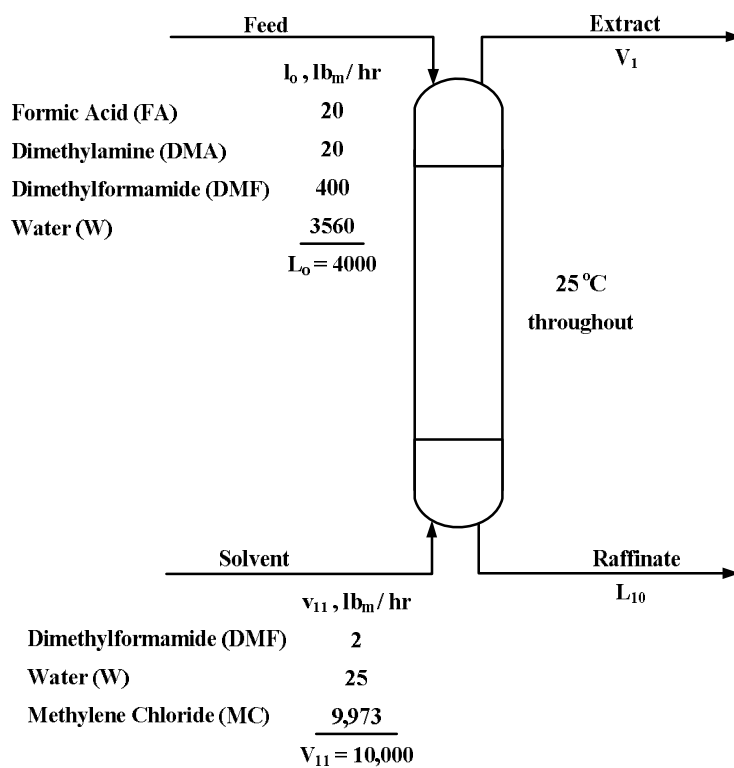 Feed
Extract
V₁
lₒ , lbₘ / hr
Formic Acid (FA) 20
Dimethylamine (DMA) 20
Dimethylformamide (DMF) 400
Water (W) 3560
Lₒ = 4000
25 °C
throughout
Solvent
Raffinate
L₁₀
v₁₁ , lbₘ / hr
Dimethylformamide (DMF) 2
Water (W) 25
Methylene Chloride (MC) 9,973
V₁₁ = 10,000